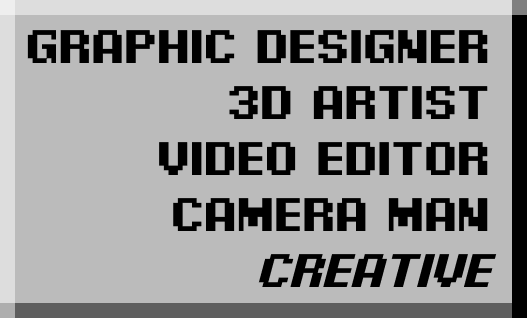 GRAPHIC DESIGNER
3D ARTIST
VIDEO EDITOR
CAMERA MAN
CREATIVE